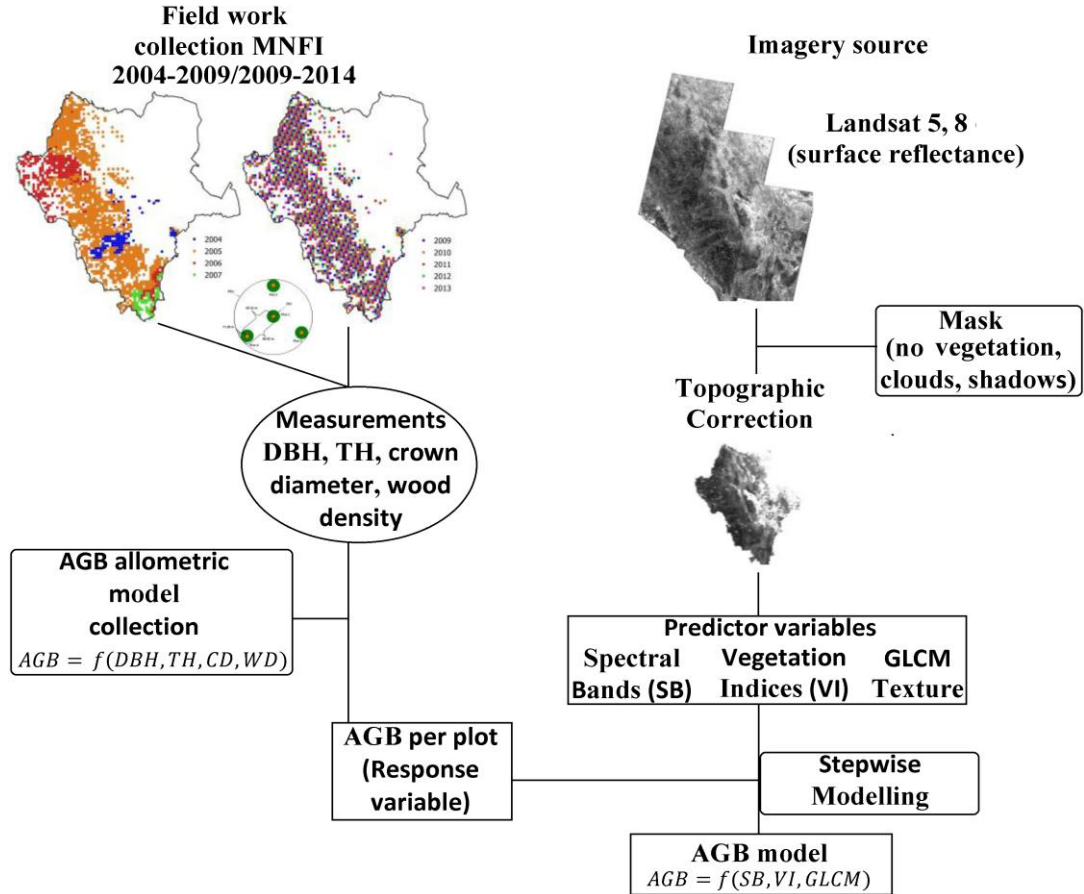 Field work
collection MNFI
2004-2009/2009-2014
2004
2005
2006
2007
2009
2010
2011
2012
2013
Measurements
DBH, TH, crown
diameter, wood
density
AGB allometric
model
collection
AGB = f(DBH,TH,CD,WD)
AGB per plot
(Response
variable)
Imagery source
Landsat 5, 8
(surface reflectance)
Mask
(no vegetation,
clouds, shadows)
Topographic
Correction
Predictor variables
Spectral Vegetation GLCM
Bands (SB) Indices (VI) Texture
Stepwise
Modelling
AGB model
AGB = f(SB,VI,GLCM)